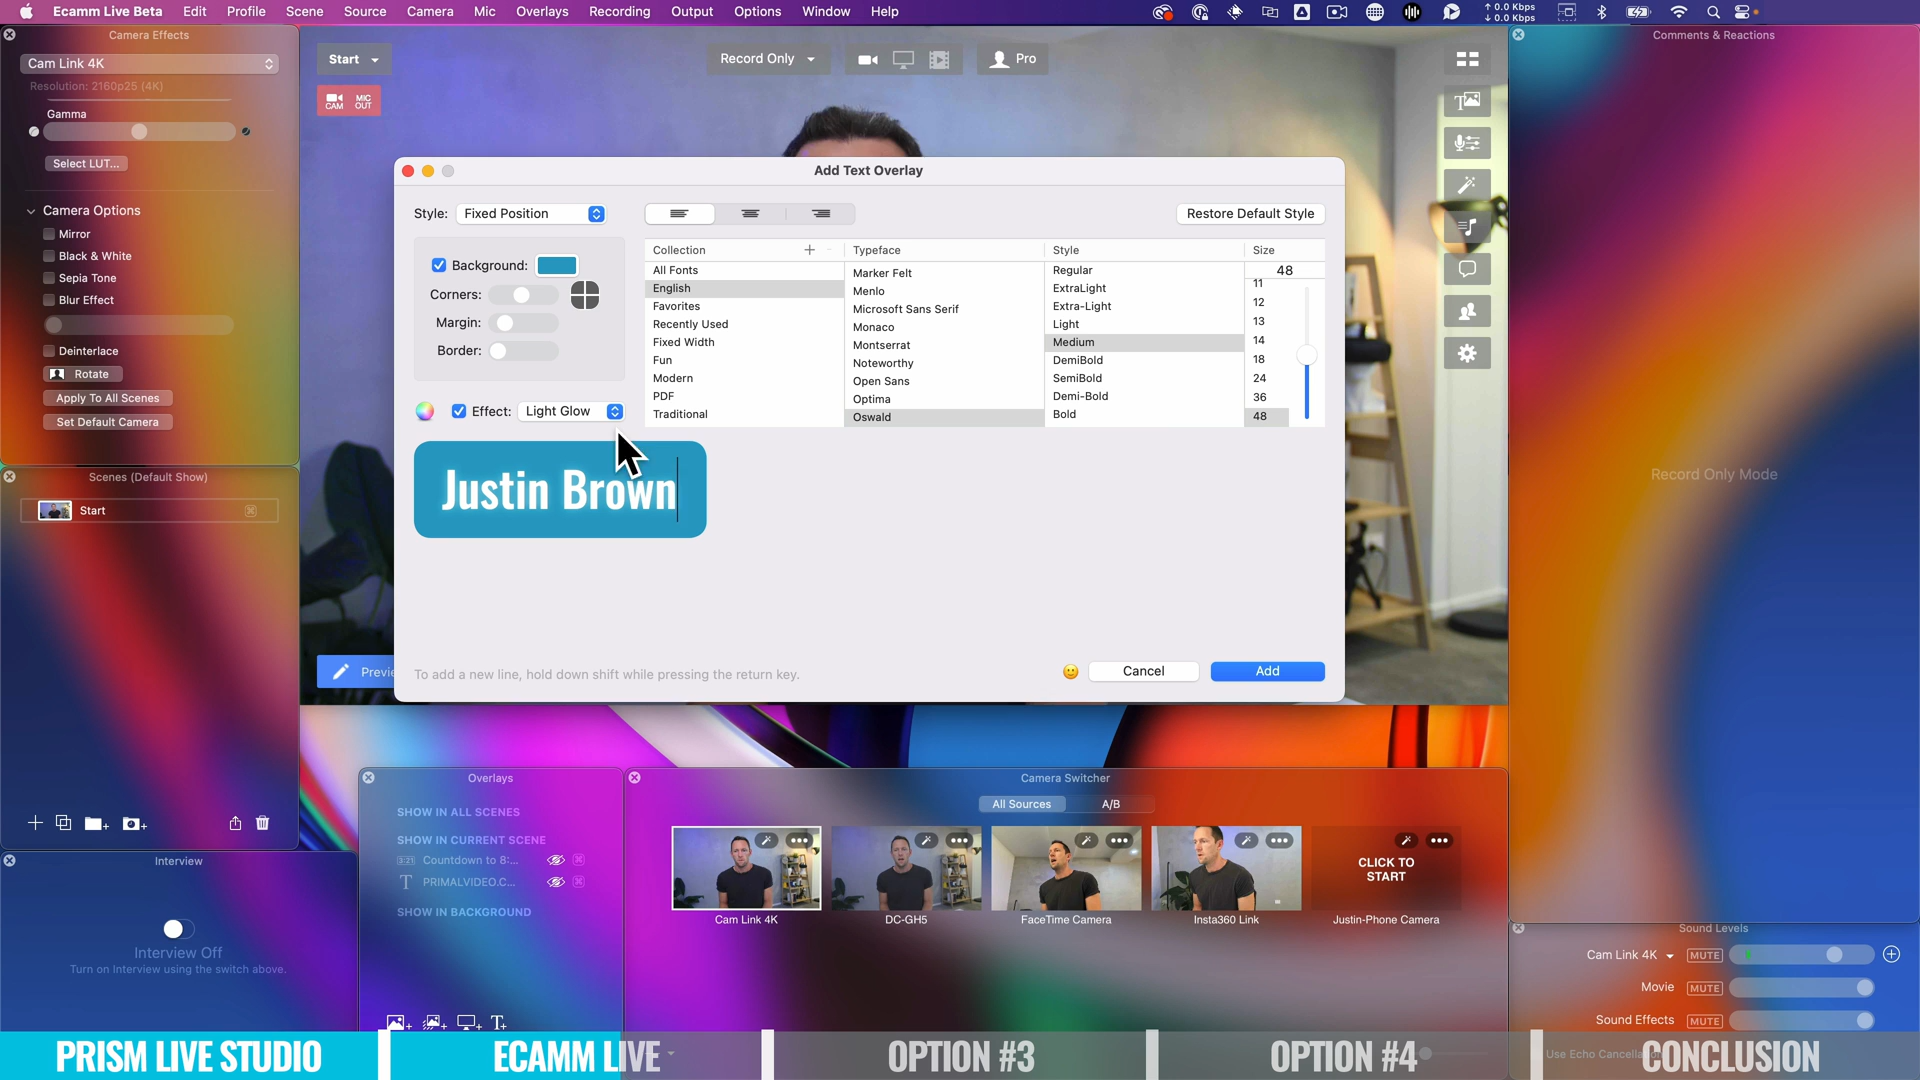 Ecamm Live Beta Edit Profile Scene Source Camera Mic Overlays Recording Output Options Window Help
↑ 0.0 Kbps
↓ 0.0 Kbps
Camera Effects
Cam Link 4K
Resolution: 2160p25 (4K)
Gamma
Select LUT...
Camera Options
Mirror
Black & White
Sepia Tone
Blur Effect
Deinterlace
Rotate
Apply To All Scenes
Set Default Camera
Scenes (Default Show)
Start
Interview
Interview Off
Turn on Interview using the switch above.
Start
CAM
MIC OUT
Record Only
Pro
Add Text Overlay
Style: Fixed Position
Restore Default Style
Background:
Corners:
Margin:
Border:
Effect: Light Glow
Collection
All Fonts
English
Favorites
Recently Used
Fixed Width
Fun
Modern
PDF
Traditional
Typeface
Marker Felt
Menlo
Microsoft Sans Serif
Monaco
Montserrat
Noteworthy
Open Sans
Optima
Oswald
Style
Regular
ExtraLight
Extra-Light
Light
Medium
DemiBold
SemiBold
Demi-Bold
Bold
Size
48
11
12
13
14
18
24
36
48
Justin Brown
To add a new line, hold down shift while pressing the return key.
Cancel
Add
Comments & Reactions
Record Only Mode
Overlays
SHOW IN ALL SCENES
SHOW IN CURRENT SCENE
Countdown to 8:...
PRIMALVIDEO.C...
SHOW IN BACKGROUND
Camera Switcher
All Sources A/B
CLICK TO
START
Cam Link 4K
DC-GH5
FaceTime Camera
Insta360 Link
Justin-Phone Camera
Sound Levels
Cam Link 4K MUTE
Movie MUTE
Sound Effects MUTE
Use Echo
PRISM LIVE STUDIO
ECAMM LIVE
OPTION #3
OPTION #4
CONCLUSION